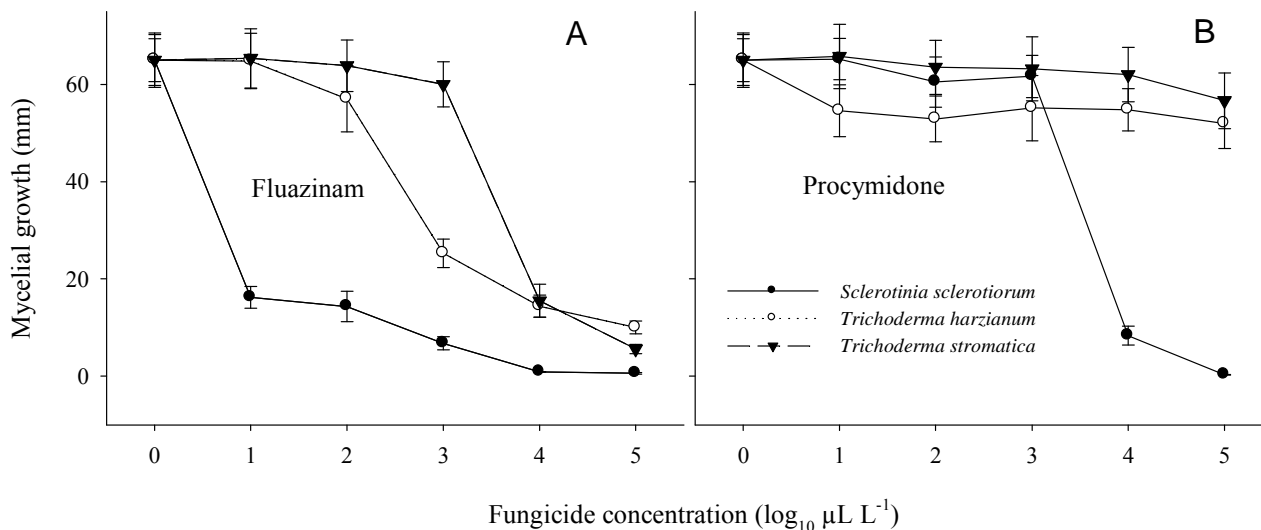 A
B
Mycelial growth (mm)
60
40
20
0
Fluazinam
Procymidone
Sclerotinia sclerotiorum
Trichoderma harzianum
Trichoderma stromatica
0 1 2 3 4 5
0 1 2 3 4 5
Fungicide concentration (log₁₀ µL L⁻¹)